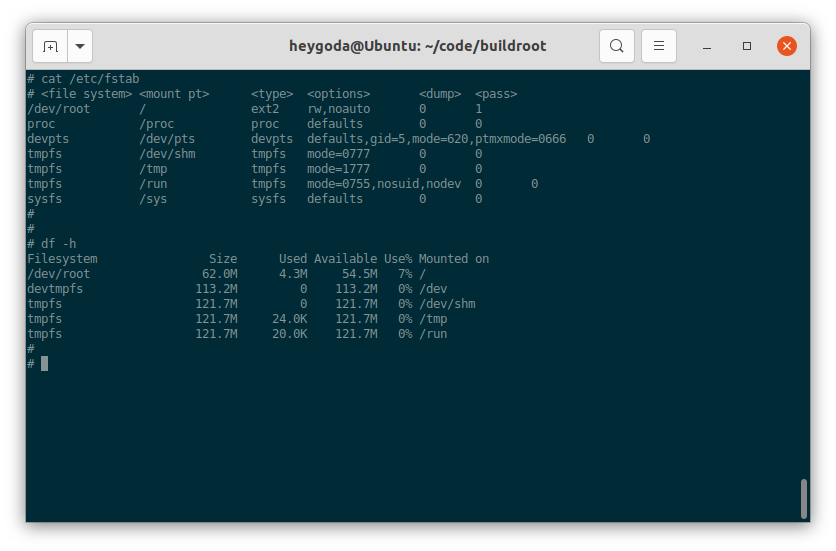 heygoda@Ubuntu: ~/code/buildroot
# cat /etc/fstab
# <file system> <mount pt>      <type>  <options>       <dump>  <pass>
/dev/root       /               ext2    rw,noauto       0       1
proc            /proc           proc    defaults        0       0
devpts          /dev/pts        devpts  defaults,gid=5,mode=620,ptmxmode=0666   0       0
tmpfs           /dev/shm        tmpfs   mode=0777       0       0
tmpfs           /tmp            tmpfs   mode=1777       0       0
tmpfs           /run            tmpfs   mode=0755,nosuid,nodev  0       0
sysfs           /sys            sysfs   defaults        0       0
#
#
# df -h
Filesystem                Size      Used Available Use% Mounted on
/dev/root                62.0M      4.3M     54.5M   7% /
devtmpfs                113.2M         0    113.2M   0% /dev
tmpfs                   121.7M         0    121.7M   0% /dev/shm
tmpfs                   121.7M     24.0K    121.7M   0% /tmp
tmpfs                   121.7M     20.0K    121.7M   0% /run
#
#